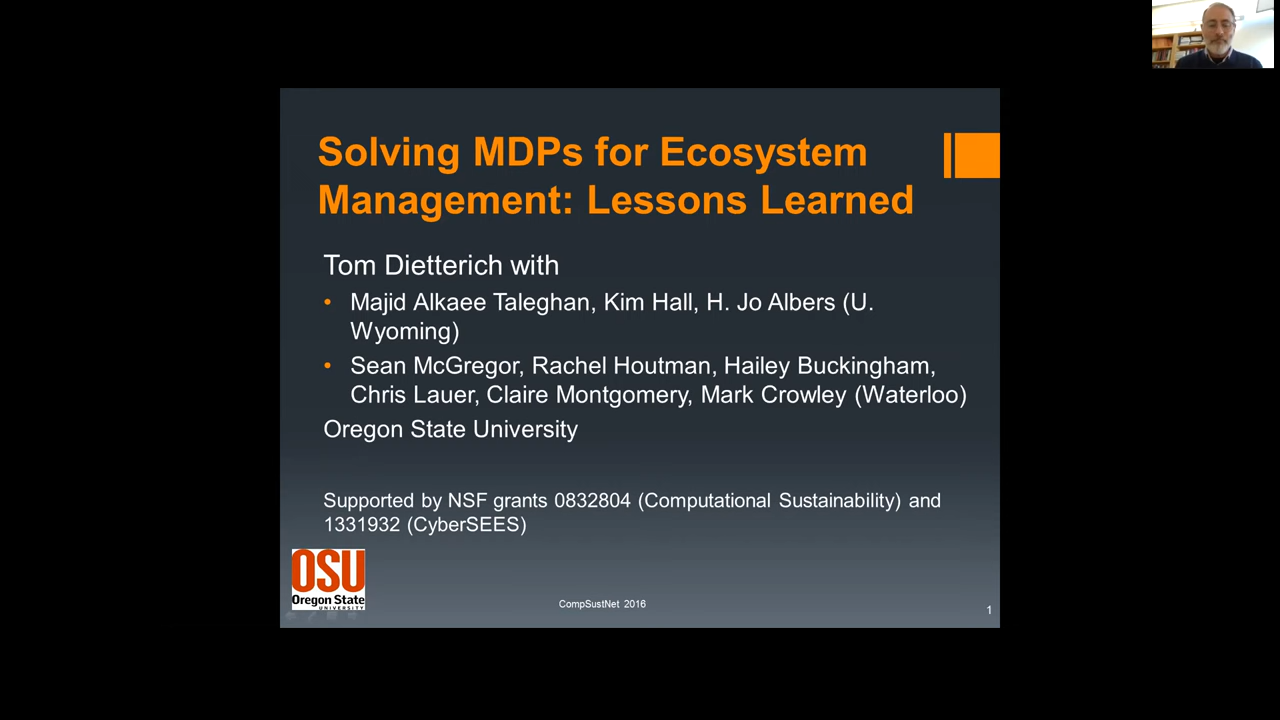 Solving MDPs for Ecosystem
Management: Lessons Learned
Tom Dietterich with
• Majid Alkaee Taleghan, Kim Hall, H. Jo Albers (U.
Wyoming)
• Sean McGregor, Rachel Houtman, Hailey Buckingham,
Chris Lauer, Claire Montgomery, Mark Crowley (Waterloo)
Oregon State University
Supported by NSF grants 0832804 (Computational Sustainability) and
1331932 (CyberSEES)
OSU
Oregon State
UNIVERSITY
CompSustNet 2016
1